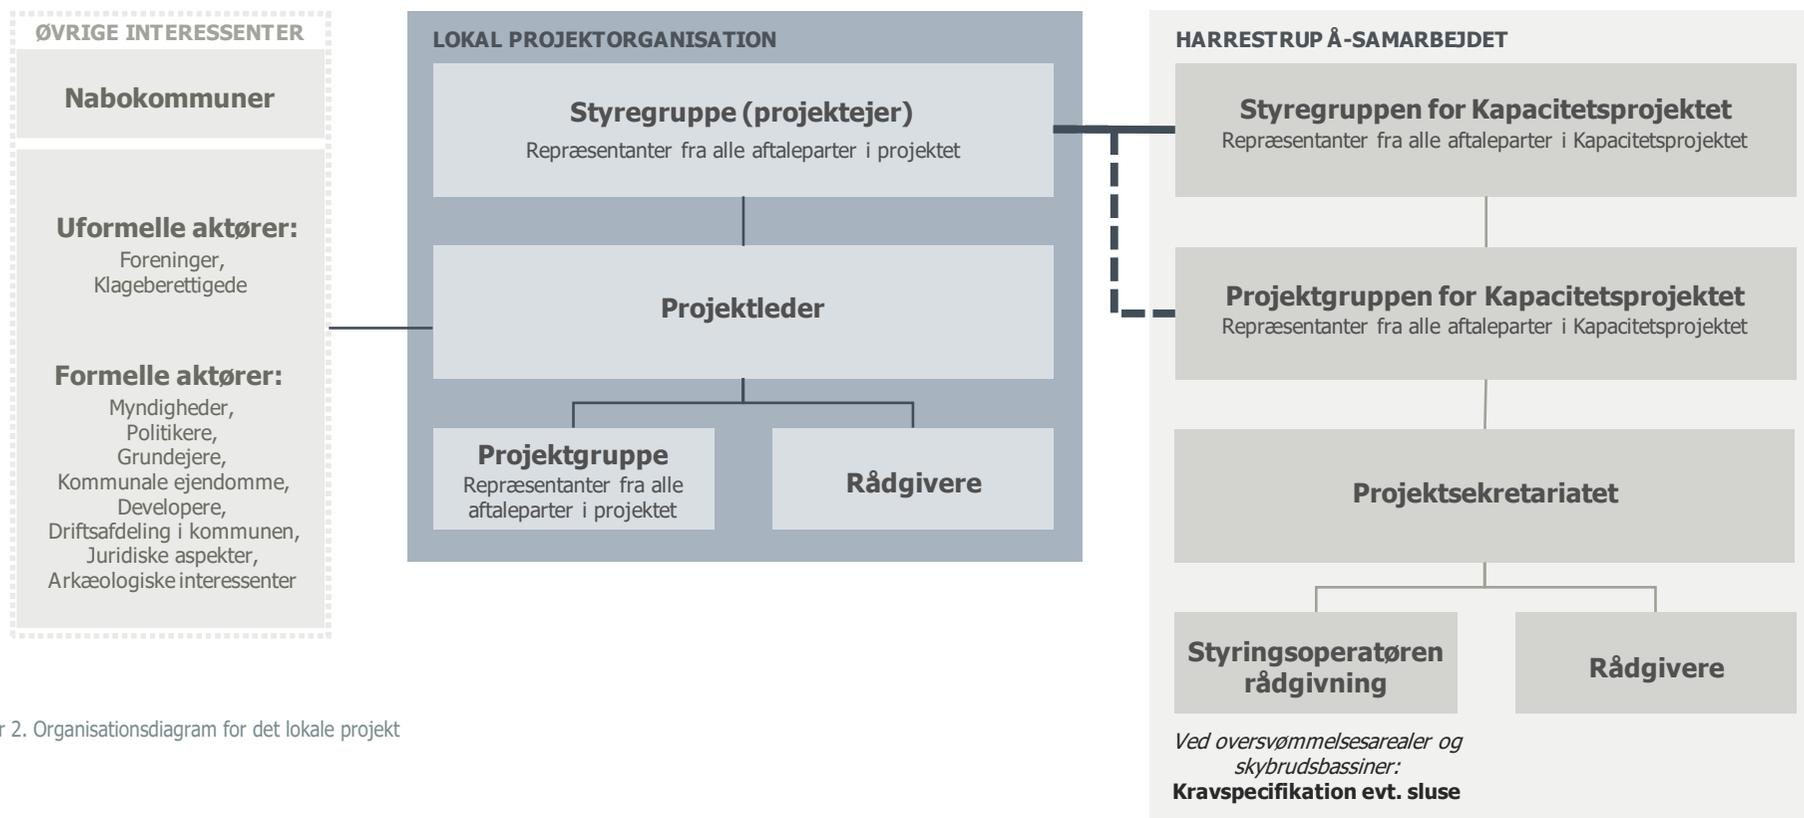 ØVRIGE INTERESSENTER
Nabokommuner
Uformelle aktører:
Foreninger,
Klageberettigede
Formelle aktører:
Myndigheder,
Politikere,
Grundejere,
Kommunale ejendomme,
Developere,
Driftsafdeling i kommunen,
Juridiske aspekter,
Arkæologiske interessenter
LOKAL PROJEKTORGANISATION
Styregruppe (projektejer)
Repræsentanter fra alle aftaleparter i projektet
Projektleder
Projektgruppe
Repræsentanter fra alle
aftaleparter i projektet
Rådgivere
HARRESTRUP Å-SAMARBEJDET
Styregruppen for Kapacitetsprojektet
Repræsentanter fra alle aftaleparter i Kapacitetsprojektet
Projektgruppen for Kapacitetsprojektet
Repræsentanter fra alle aftaleparter i Kapacitetsprojektet
Projektsekretariatet
Styringsoperatøren
rådgivning
Rådgivere
Ved oversvømmelsesarealer og
skybrudsbassiner:
Kravspecifikation evt. sluse
r 2. Organisationsdiagram for det lokale projekt